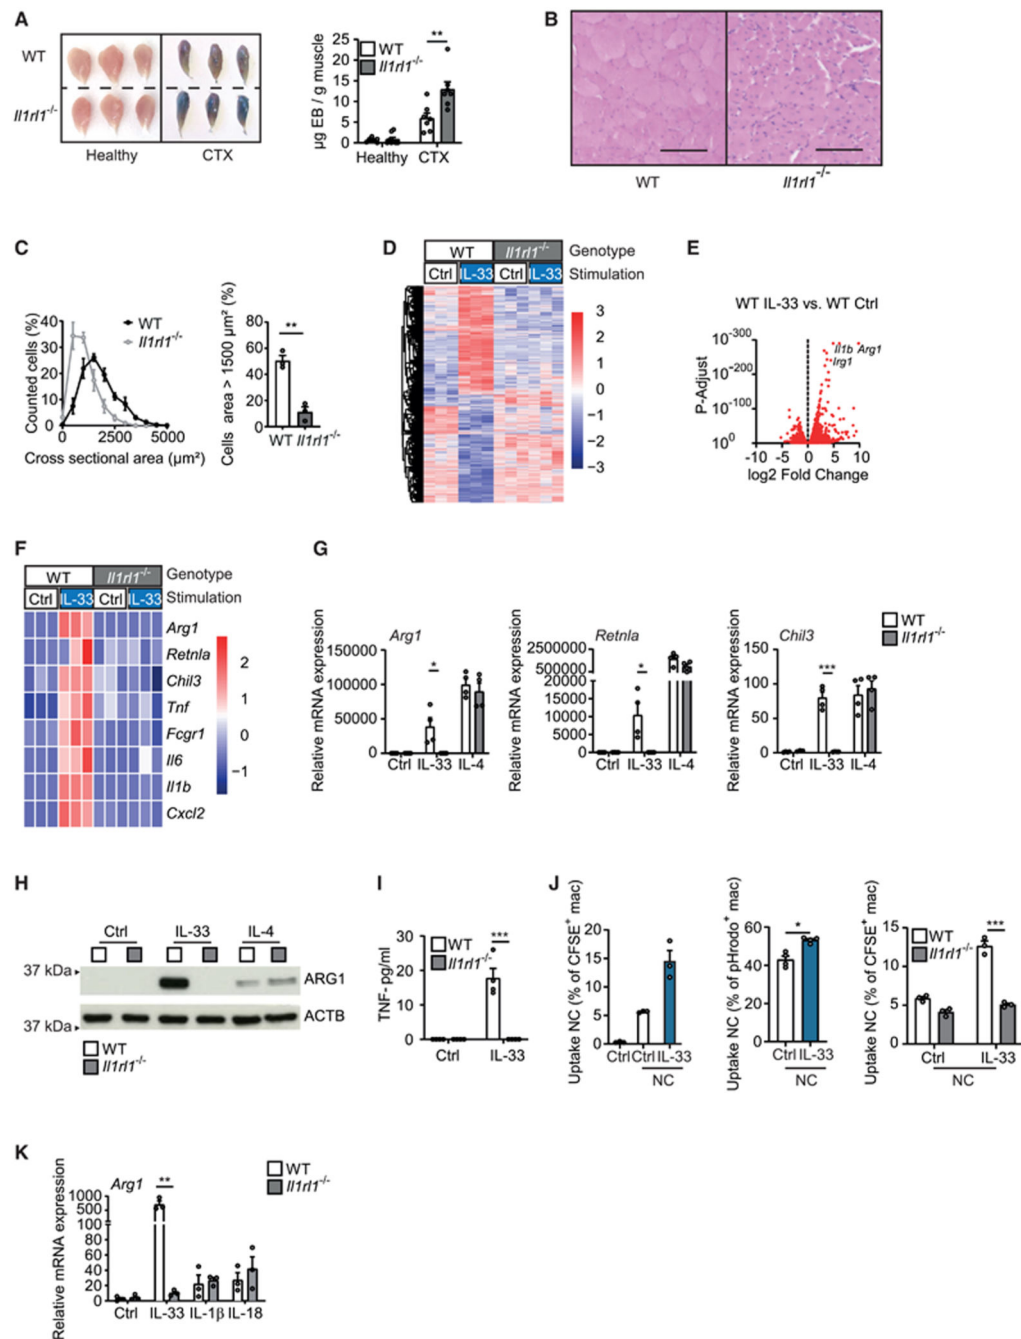 A
WT
Il1rl1-/-
Healthy
CTX
µg EB / g muscle
25
20
15
10
5
0
**
WT
Il1rl1-/-
Healthy
CTX
B
WT
Il1rl1-/-
C
Counted cells (%)
40
30
20
10
0
WT
Il1rl1-/-
0
2500
5000
Cross sectional area (µm²)
Cells area > 1500 µm² (%)
80
60
40
20
0
**
WT Il1rl1-/-
D
WT
Il1rl1-/-
Genotype
Ctrl
IL-33
Ctrl
IL-33
Stimulation
3
2
1
0
−1
−2
−3
E
WT IL-33 vs. WT Ctrl
P-Adjust
10-300
10-200
10-100
100
Il1b Arg1
Irg1
-10 -5 0 5 10
log2 Fold Change
F
WT
Il1rl1-/-
Genotype
Ctrl
IL-33
Ctrl
IL-33
Stimulation
Arg1
Retnla
Chil3
Tnf
Fcgr1
Il6
Il1b
Cxcl2
2
1
0
−1
G
Relative mRNA expression
Arg1
150000
100000
50000
0
*
Ctrl IL-33 IL-4
Relative mRNA expression
Retnla
2500000
20000
15000
10000
5000
0
*
Ctrl IL-33 IL-4
Relative mRNA expression
Chil3
150
100
50
0
***
Ctrl IL-33 IL-4
WT
Il1rl1-/-
H
Ctrl
IL-33
IL-4
37 kDa
ARG1
37 kDa
ACTB
WT
Il1rl1-/-
I
TNF- pg/ml
30
20
10
0
***
WT
Il1rl1-/-
Ctrl
IL-33
J
Uptake NC (% of CFSE+ mac)
20
15
10
5
0
Ctrl Ctrl IL-33
NC
Uptake NC (% of pHrodo+ mac)
60
40
20
0
*
Ctrl IL-33
NC
Uptake NC (% of CFSE+ mac)
15
10
5
0
***
WT
Il1rl1-/-
Ctrl
IL-33
NC
K
Relative mRNA expression
Arg1
1000
500
100
80
60
40
20
0
**
WT
Il1rl1-/-
Ctrl IL-33 IL-1β IL-18